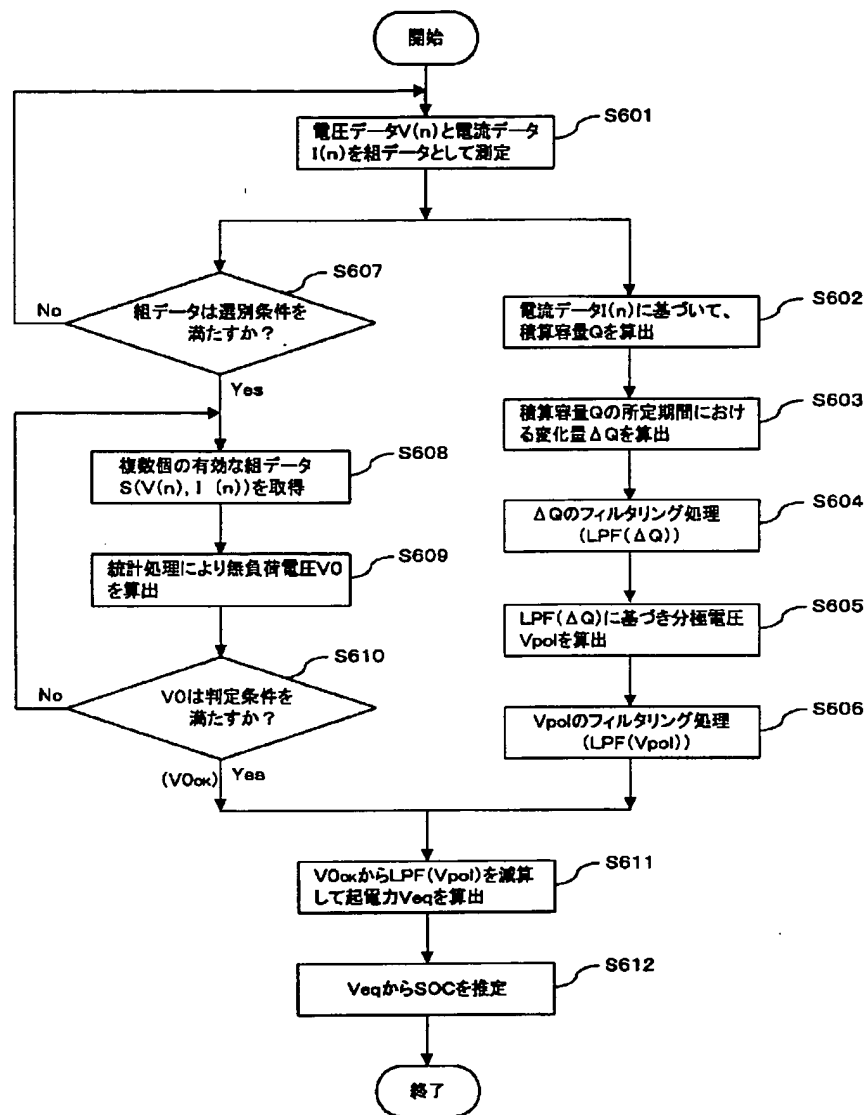 開始
電圧データV(n)と電流データ
I(n)を組データとして測定
S601
S607
組データは選別条件を
満たすか？
No
Yes
S602
電流データI(n)に基づいて、
積算容量Qを算出
S603
積算容量Qの所定期間におけ
る変化量ΔQを算出
S608
複数個の有効な組データ
S(V(n), I (n))を取得
S604
ΔQのフィルタリング処理
(LPF(ΔQ))
S609
統計処理により無負荷電圧V0
を算出
S605
LPF(ΔQ)に基づき分極電圧
Vpolを算出
S610
V0は判定条件を
満たすか？
No
(V0OK)
Yes
S606
Vpolのフィルタリング処理
(LPF(Vpol))
S611
V0OKからLPF(Vpol)を減算
して起電力Veqを算出
S612
VeqからSOCを推定
終了